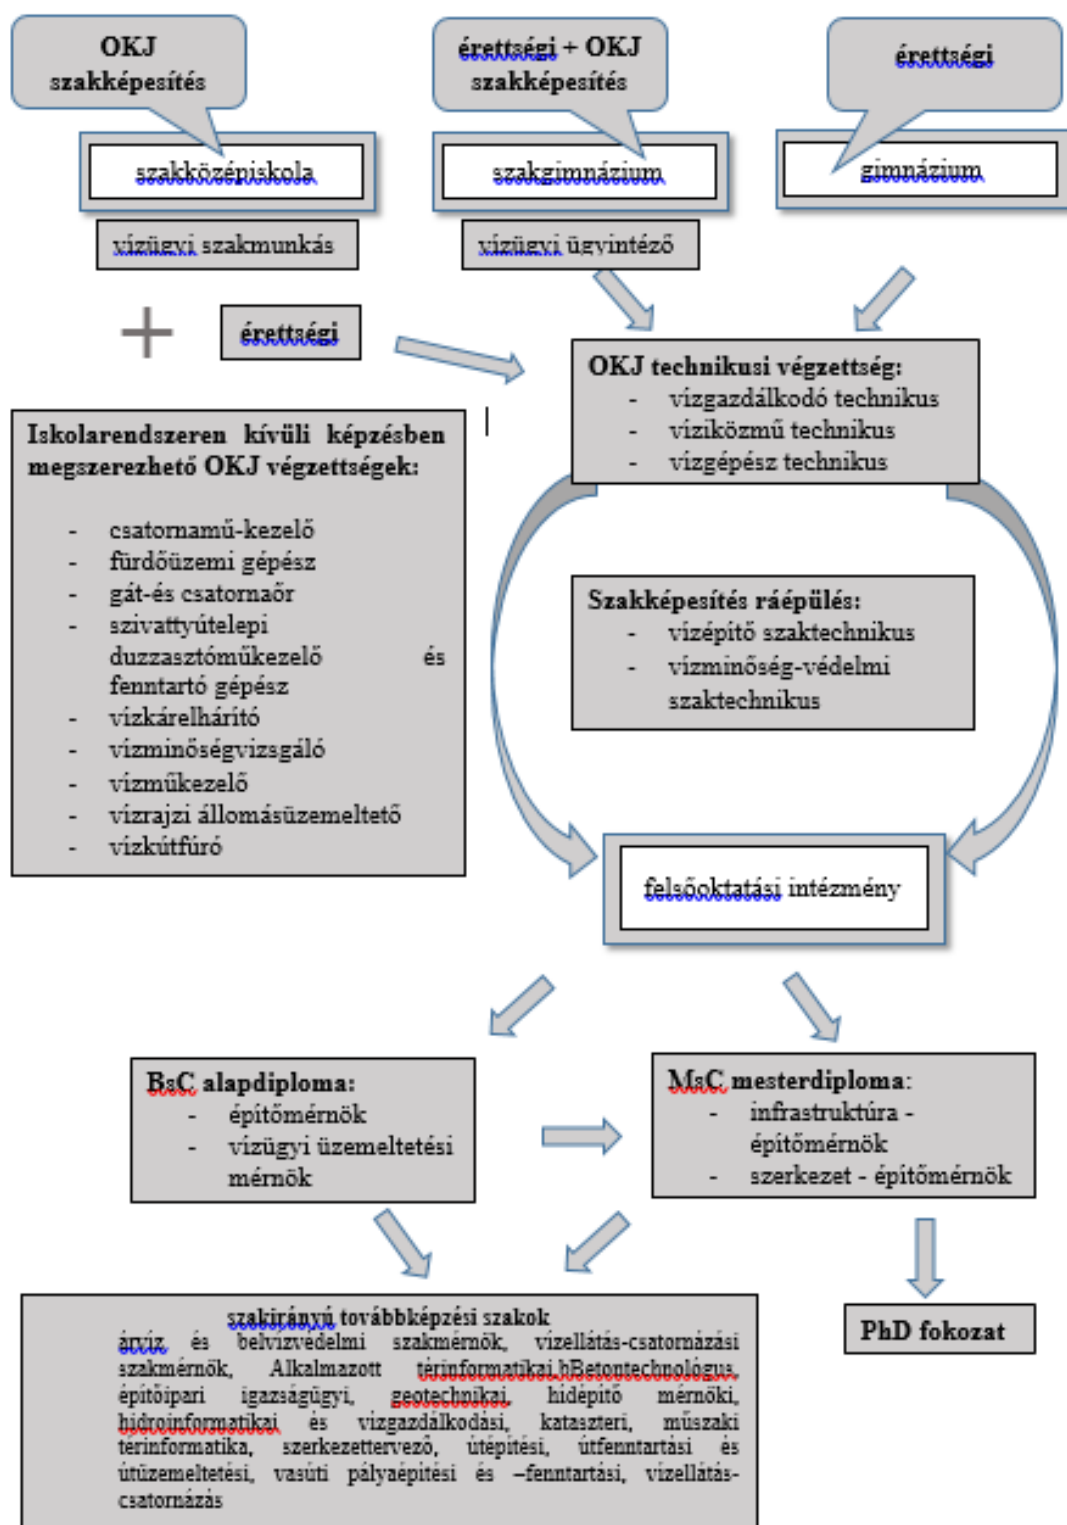 OKJ
szakképesítés
érettségi + OKJ
szakképesítés
érettségi
szakközépiskola
szakgimnázium
gimnázium
vízügyi szakmunkás
vízügyi ügyintéző
+
érettségi
OKJ technikusi végzettség:
- vízgazdálkodó technikus
- víziközmű technikus
- vízgépész technikus
Iskolarendszeren kívüli képzésben
megszerezhető OKJ végzettségek:
- csatornamű-kezelő
- fürdőüzemi gépész
- gát-és csatornaőr
- szivattyútelepi
duzzasztóműkezelő és
fenntartó gépész
- vízkárelhárító
- vízminőségvizsgáló
- vízműkezelő
- vízrajzi állomásüzemeltető
- vízkútfúró
Szakképesítés ráépülés:
- vízépítő szaktechnikus
- vízminőség-védelmi
szaktechnikus
felsőoktatási intézmény
BsC alapdiploma:
- építőmérnök
- vízügyi üzemeltetési
mérnök
MsC mesterdiploma:
- infrastruktúra -
építőmérnök
- szerkezet - építőmérnök
szakirányú továbbképzési szakok
árvíz és belvízvédelmi szakmérnök, vízellátás-csatornázási
szakmérnök, Alkalmazott térinformatikai,bBetontechnológus,
építőipari igazságügyi, geotechnikai, hídépítő mérnöki,
hidroinformatikai és vízgazdálkodási, kataszteri, műszaki
térinformatika, szerkezettervező, útépítési, útfenntartási és
útüzemeltetési, vasúti pályaépítési és –fenntartási, vízellátás-
csatornázás
PhD fokozat